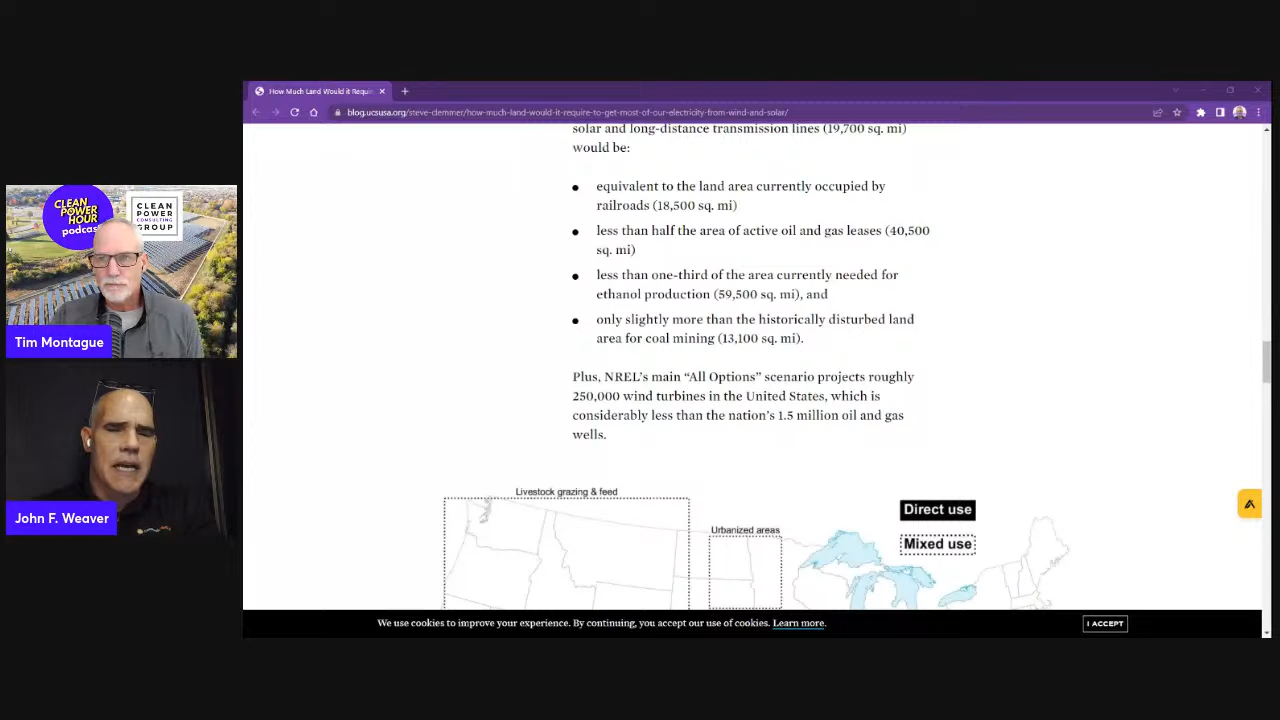 How Much Land Would it Requir
blog.ucsusa.org/steve-clemmer/how-much-land-would-it-require-to-get-most-of-our-electricity-from-wind-and-solar/
solar and long-distance transmission lines (19,700 sq. mi)
would be:
equivalent to the land area currently occupied by
railroads (18,500 sq. mi)
less than half the area of active oil and gas leases (40,500
sq. mi)
less than one-third of the area currently needed for
ethanol production (59,500 sq. mi), and
only slightly more than the historically disturbed land
area for coal mining (13,100 sq. mi).
Plus, NREL’s main “All Options” scenario projects roughly
250,000 wind turbines in the United States, which is
considerably less than the nation’s 1.5 million oil and gas
wells.
Livestock grazing & feed
Urbanized areas
Direct use
Mixed use
We use cookies to improve your experience. By continuing, you accept our use of cookies. Learn more.
I ACCEPT
CLEAN
POWER
HOUR
podcast
CLEAN
POWER
CONSULTING
GROUP
Tim Montague
John F. Weaver